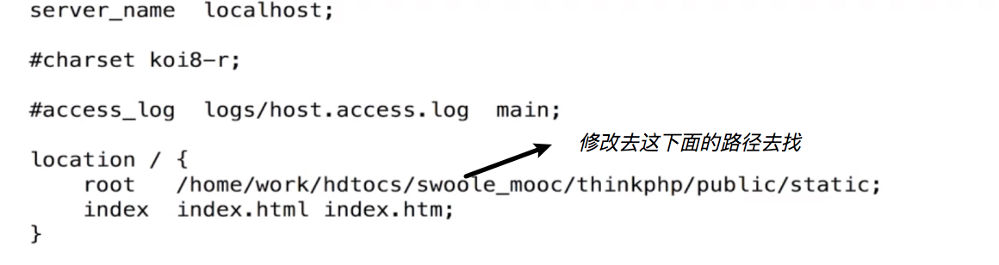 server_name  localhost;
#charset koi8-r;
#access_log  logs/host.access.log  main;
修改去这下面的路径去找
location / {
    root   /home/work/hdtocs/swoole_mooc/thinkphp/public/static;
    index  index.html index.htm;
}